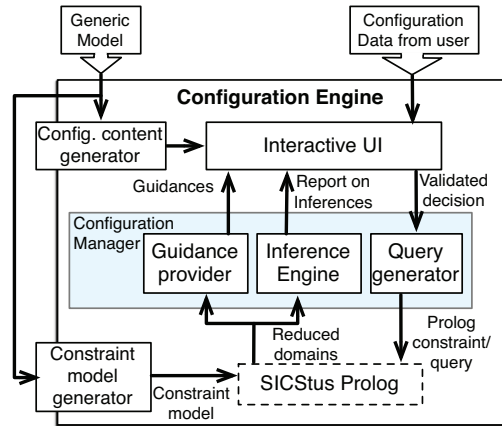 Generic
Model
Configuration
Data from user
Configuration Engine
Config. content
generator
Interactive UI
Guidances
Report on
Inferences
Validated
decision
Configuration
Manager
Guidance
provider
Inference
Engine
Query
generator
Reduced
domains
Prolog
constraint/
query
Constraint
model
generator
Constraint
model
SICStus Prolog